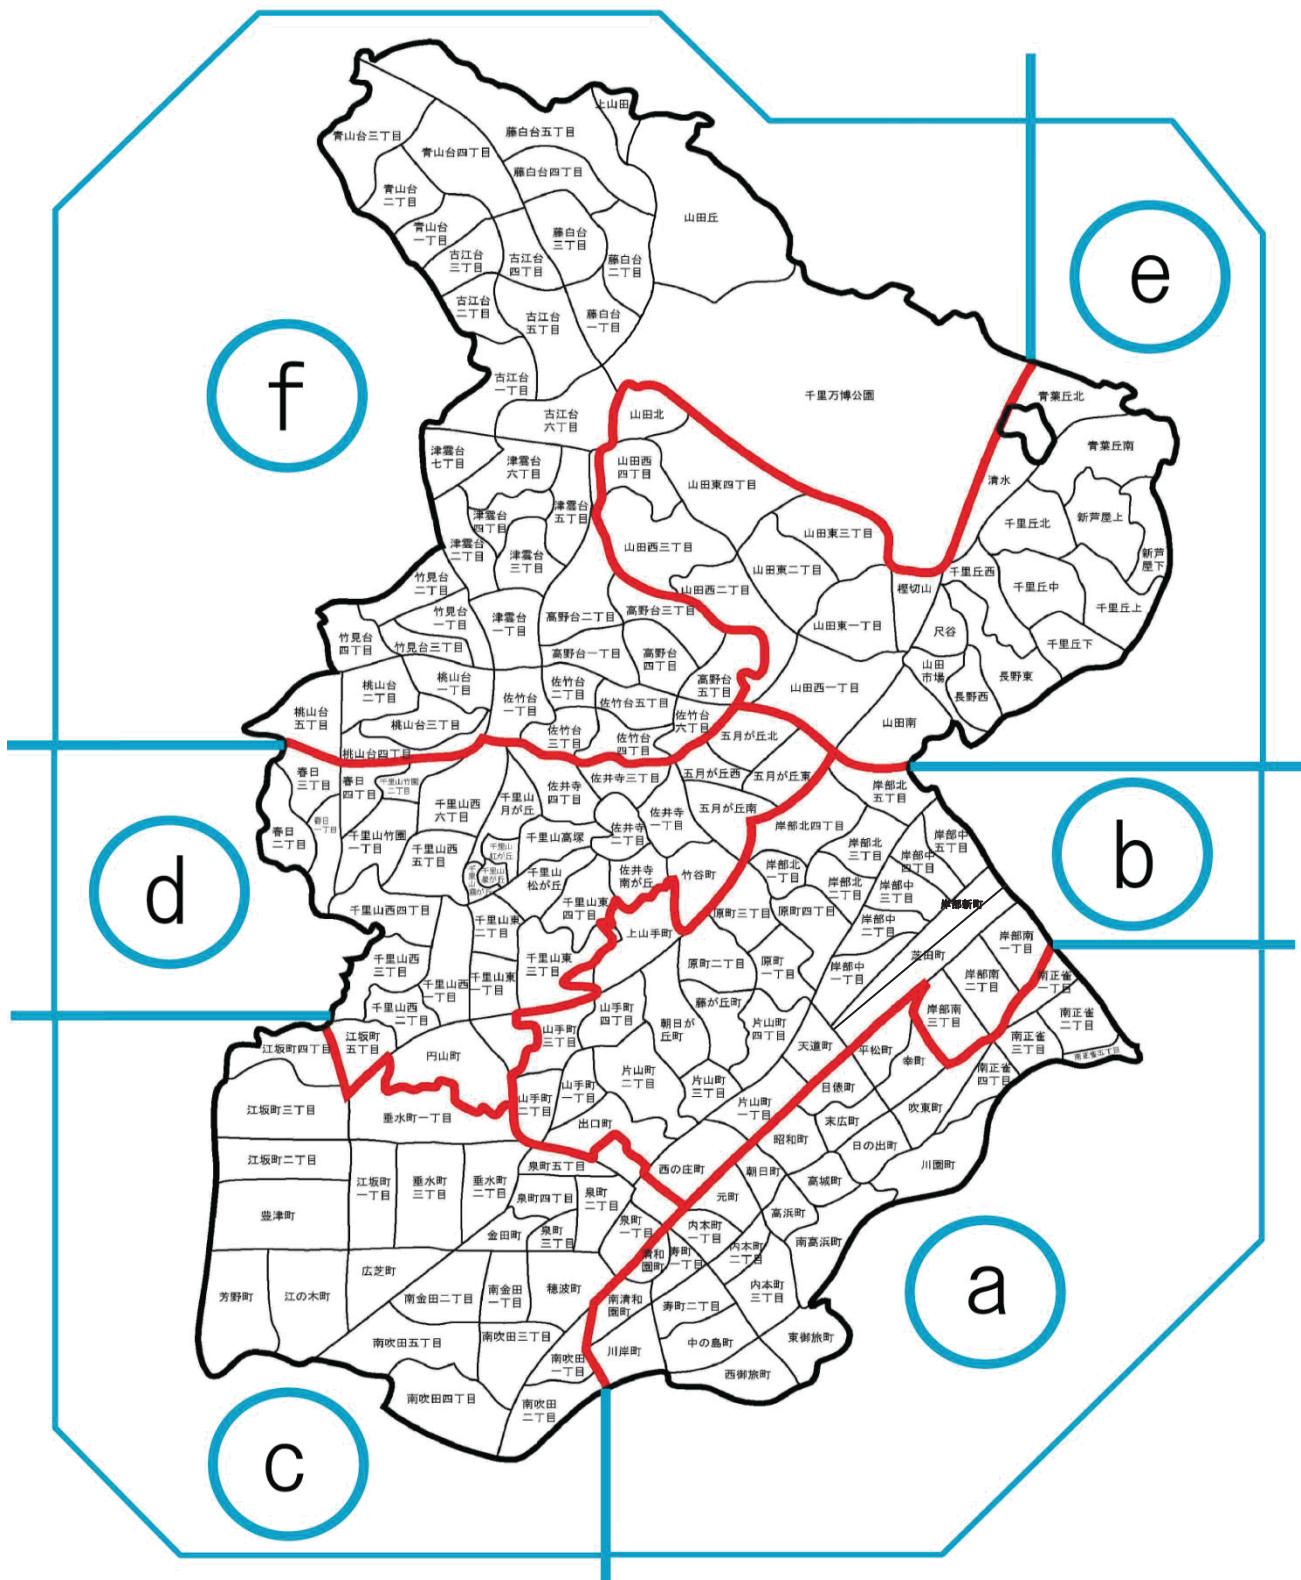 上山田
青山台三丁目
藤白台五丁目
青山台四丁目
藤白台四丁目
青山台
二丁目
山田丘
青山台
一丁目
藤白台
三丁目
古江台
三丁目
古江台
四丁目
藤白台
二丁目
e
古江台
二丁目
古江台
五丁目
藤白台
一丁目
f
古江台
一丁目
千里万博公園
青葉丘北
古江台
六丁目
山田北
青葉丘南
津雲台
七丁目
津雲台
六丁目
山田西
四丁目
山田東四丁目
清水
津雲台
五丁目
津雲台
四丁目
千里丘北
新芦屋上
山田東三丁目
津雲台
二丁目
津雲台
三丁目
山田西三丁目
新芦
屋下
山田東二丁目
千里丘西
竹見台
二丁目
山田西二丁目
樫切山
千里丘中
千里丘上
竹見台
一丁目
津雲台
一丁目
高野台二丁目
高野台三丁目
山田東一丁目
尺谷
千里丘下
竹見台
四丁目
竹見台三丁目
高野台一丁目
高野台
四丁目
山田
市場
長野東
桃山台
二丁目
桃山台
一丁目
佐竹台
二丁目
高野台
五丁目
山田西一丁目
長野西
桃山台
五丁目
佐竹台
一丁目
佐竹台五丁目
桃山台三丁目
佐竹台
六丁目
山田南
佐竹台
三丁目
佐竹台
四丁目
五月が丘北
桃山台四丁目
春日
三丁目
春日
四丁目
千里山竹園
二丁目
佐井寺三丁目
五月が丘西
五月が丘東
岸部北
五丁目
千里山西
六丁目
千里山
月が丘
佐井寺
四丁目
春日
一丁目
五月が丘南
春日
二丁目
千里山竹園
一丁目
千里山高塚
佐井寺
二丁目
佐井寺
一丁目
岸部北四丁目
岸部中
五丁目
千里山西
五丁目
千里山
虹が丘
岸部北
三丁目
岸部中
四丁目
b
d
千里山
星が丘
千里山霧が丘
千里山
松が丘
佐井寺
南が丘
竹谷町
岸部北
一丁目
岸部北
二丁目
岸部中
三丁目
千里山西四丁目
千里山東
四丁目
原町三丁目
原町四丁目
岸部新町
岸部中
二丁目
千里山東
二丁目
上山手町
岸部南
一丁目
千里山西
三丁目
千里山東
三丁目
原町二丁目
原町
一丁目
岸部中
一丁目
芝田町
千里山西
一丁目
千里山東
一丁目
岸部南
二丁目
南正雀
一丁目
千里山西
二丁目
山手町
四丁目
藤が丘町
岸部南
三丁目
南正雀
二丁目
江坂町四丁目
江坂町
五丁目
円山町
山手町
三丁目
朝日が
丘町
片山町
四丁目
天道町
平松町
幸町
南正雀
三丁目
南正雀五丁目
片山町
二丁目
片山町
三丁目
目俵町
南正雀
四丁目
山手町
二丁目
山手町
一丁目
片山町
一丁目
吹東町
江坂町三丁目
垂水町一丁目
出口町
末広町
昭和町
日の出町
江坂町二丁目
泉町五丁目
西の庄町
朝日町
川園町
江坂町
一丁目
垂水町
三丁目
垂水町
二丁目
高城町
泉町四丁目
泉町
二丁目
元町
高浜町
豊津町
金田町
泉町
三丁目
泉町
一丁目
内本町
一丁目
南高浜町
清和
園町
寿町
一丁目
内本町
二丁目
広芝町
a
芳野町
江の木町
南金田二丁目
南金田
一丁目
穂波町
南清和
園町
寿町二丁目
内本町
三丁目
南吹田五丁目
南吹田三丁目
川岸町
中の島町
東御旅町
南吹田
一丁目
西御旅町
南吹田四丁目
南吹田
二丁目
c